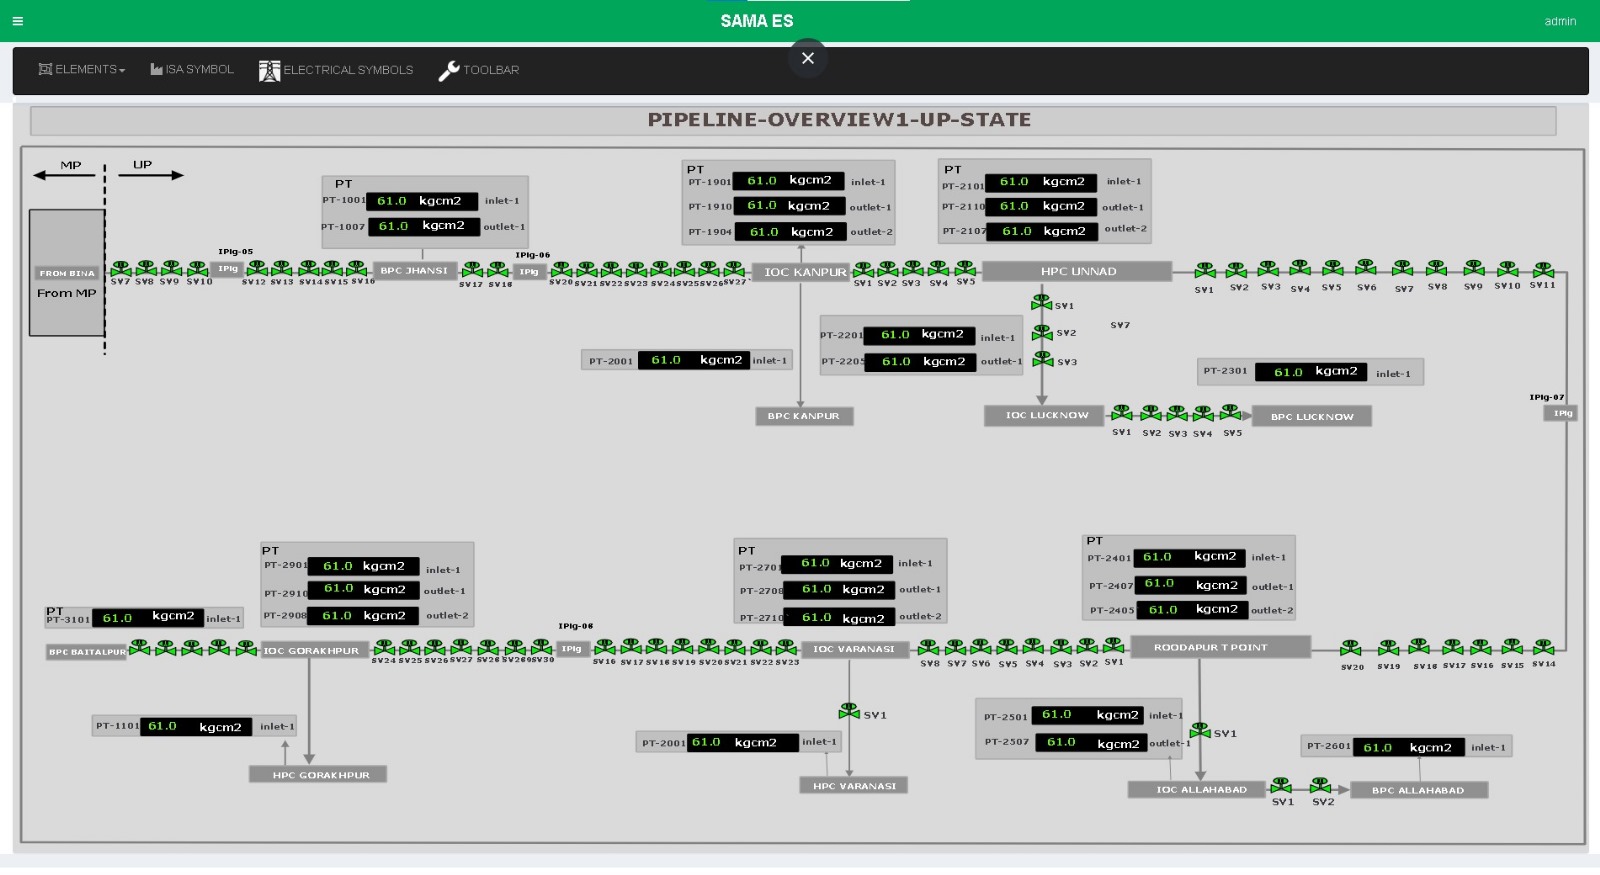 SAMA ES
admin
ELEMENTS
ISA SYMBOL
ELECTRICAL SYMBOLS
TOOLBAR
PIPELINE-OVERVIEW1-UP-STATE
MP
UP
PT
PT-1001 61.0 kgcm2 inlet-1
PT-1007 61.0 kgcm2 outlet-1
PT
PT-1901 61.0 kgcm2 inlet-1
PT-1910 61.0 kgcm2 outlet-1
PT-1904 61.0 kgcm2 outlet-2
PT
PT-2101 61.0 kgcm2 inlet-1
PT-2110 61.0 kgcm2 outlet-1
PT-2107 61.0 kgcm2 outlet-2
FROM BINA
From MP
SV7 SV8 SV9 SV10
IPig-05
IPig
SV12 SV13 SV14 SV15 SV16
BPC JHANSI
SV17 SV18
IPig-06
IPig
SV20 SV21 SV22 SV23 SV24 SV25 SV26 SV27
IOC KANPUR
SV1 SV2 SV3 SV4 SV5
HPC UNNAD
SV1 SV2 SV3 SV4 SV5 SV6 SV7 SV8 SV9 SV10 SV11
SV1
SV2
SV3
SV7
PT-2201 61.0 kgcm2 inlet-1
PT-2205 61.0 kgcm2 outlet-1
PT-2001 61.0 kgcm2 inlet-1
PT-2301 61.0 kgcm2 inlet-1
BPC KANPUR
IOC LUCKNOW
SV1 SV2 SV3 SV4 SV5
BPC LUCKNOW
IPig-07
IPig
PT
PT-2901 61.0 kgcm2 inlet-1
PT-2910 61.0 kgcm2 outlet-1
PT-2908 61.0 kgcm2 outlet-2
PT
PT-2701 61.0 kgcm2 inlet-1
PT-2708 61.0 kgcm2 outlet-1
PT-2710 61.0 kgcm2 outlet-2
PT
PT-2401 61.0 kgcm2 inlet-1
PT-2407 61.0 kgcm2 outlet-1
PT-2405 61.0 kgcm2 outlet-2
PT
PT-3101 61.0 kgcm2 inlet-1
BPC BAITALPUR
IOC GORAKHPUR
SV24 SV25 SV26 SV27 SV30
IPig
SV16 SV17 SV18 SV19 SV20 SV21 SV22 SV23
IOC VARANASI
SV8 SV7 SV6 SV5 SV4 SV3 SV2 SV1
ROODAPUR T POINT
SV20 SV19 SV18 SV17 SV16 SV15 SV14
PT-1101 61.0 kgcm2 inlet-1
HPC GORAKHPUR
SV1
PT-2001 61.0 kgcm2 inlet-1
HPC VARANASI
PT-2501 61.0 kgcm2 inlet-1
PT-2507 61.0 kgcm2 outlet-1
SV1
IOC ALLAHABAD
SV1 SV2
PT-2601 61.0 kgcm2 inlet-1
BPC ALLAHABAD